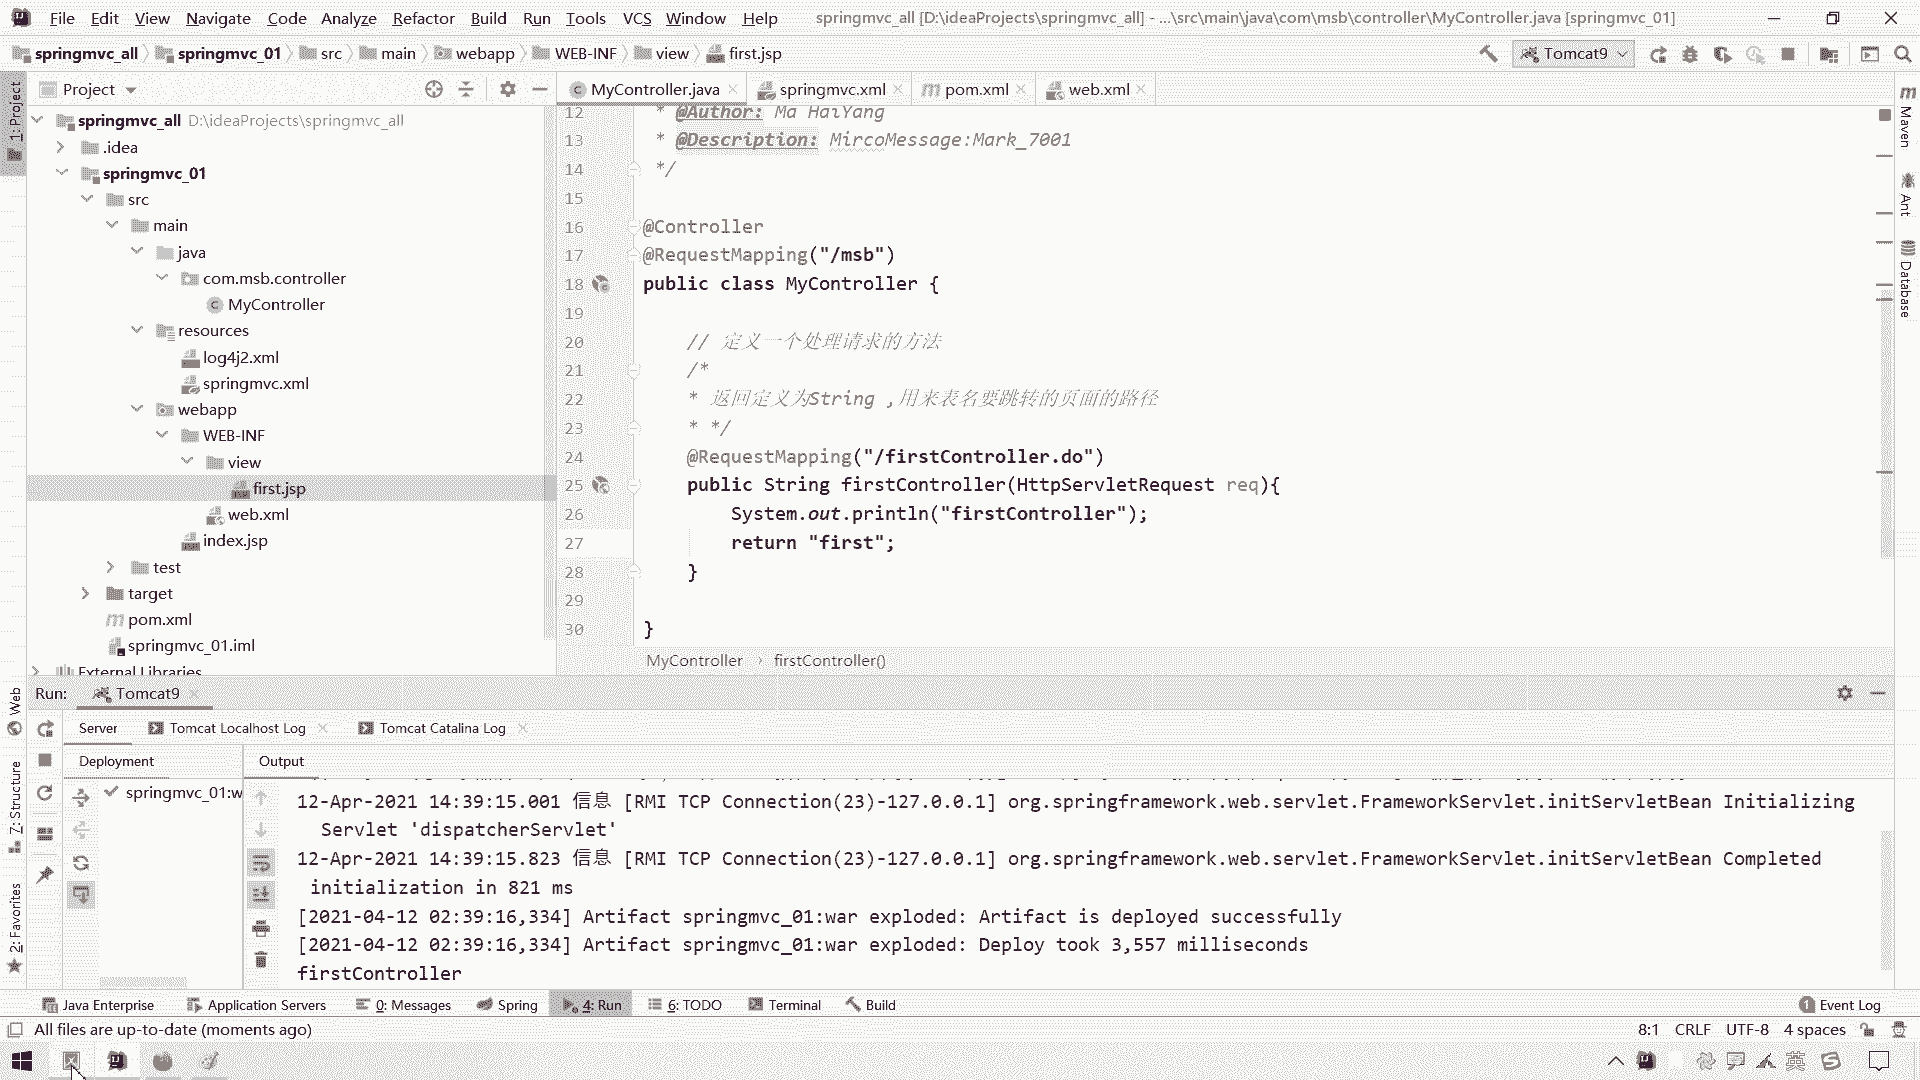 File Edit View Navigate Code Analyze Refactor Build Run Tools VCS Window Help springmvc_all [D:\ideaProjects\springmvc_all] - ...\src\main\java\com\msb\controller\MyController.java [springmvc_01]
springmvc_all springmvc_01 src main webapp WEB-INF view first.jsp Tomcat9
1: Project
Project
springmvc_all D:\ideaProjects\springmvc_all
.idea
springmvc_01
src
main
java
com.msb.controller
MyController
resources
log4j2.xml
springmvc.xml
webapp
WEB-INF
view
first.jsp
web.xml
index.jsp
test
target
pom.xml
springmvc_01.iml
External Libraries
MyController.java springmvc.xml pom.xml web.xml
12 * @Author: Ma HaiYang
13 * @Description: MircoMessage:Mark_7001
14 */
15
16 @Controller
17 @RequestMapping("/msb")
18 public class MyController {
19
20 // 定义一个处理请求的方法
21 /*
22 * 返回定义为String ,用来表名要跳转的页面的路径
23 * */
24 @RequestMapping("/firstController.do")
25 public String firstController(HttpServletRequest req){
26 System.out.println("firstController");
27 return "first";
28 }
29
30 }
MyController › firstController()
Maven
Ant
Database
Run: Tomcat9
Web
7: Structure
2: Favorites
Server Tomcat Localhost Log Tomcat Catalina Log
Deployment Output
springmvc_01:w
12-Apr-2021 14:39:15.001 信息 [RMI TCP Connection(23)-127.0.0.1] org.springframework.web.servlet.FrameworkServlet.initServletBean Initializing
Servlet 'dispatcherServlet'
12-Apr-2021 14:39:15.823 信息 [RMI TCP Connection(23)-127.0.0.1] org.springframework.web.servlet.FrameworkServlet.initServletBean Completed
initialization in 821 ms
[2021-04-12 02:39:16,334] Artifact springmvc_01:war exploded: Artifact is deployed successfully
[2021-04-12 02:39:16,334] Artifact springmvc_01:war exploded: Deploy took 3,557 milliseconds
firstController
Java Enterprise Application Servers 0: Messages Spring 4: Run 6: TODO Terminal Build 1 Event Log
All files are up-to-date (moments ago) 8:1 CRLF UTF-8 4 spaces
英